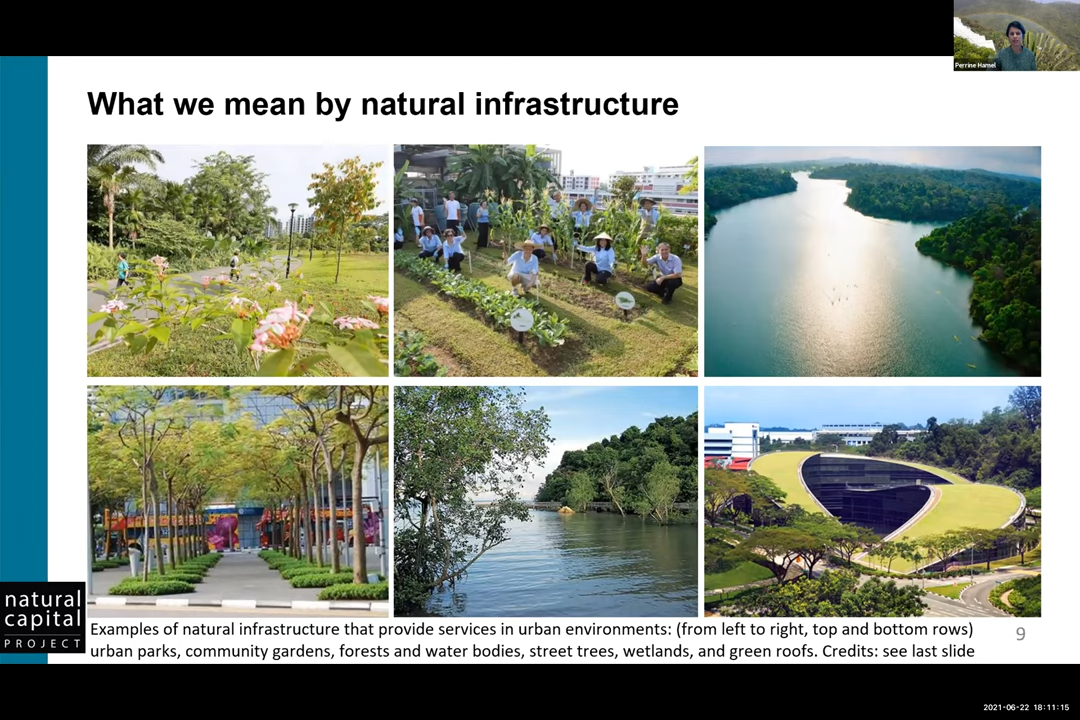 Perrine Hamel
What we mean by natural infrastructure
natural
capital
PROJECT
Examples of natural infrastructure that provide services in urban environments: (from left to right, top and bottom rows)
urban parks, community gardens, forests and water bodies, street trees, wetlands, and green roofs. Credits: see last slide
9
2021-06-22 18:11:15